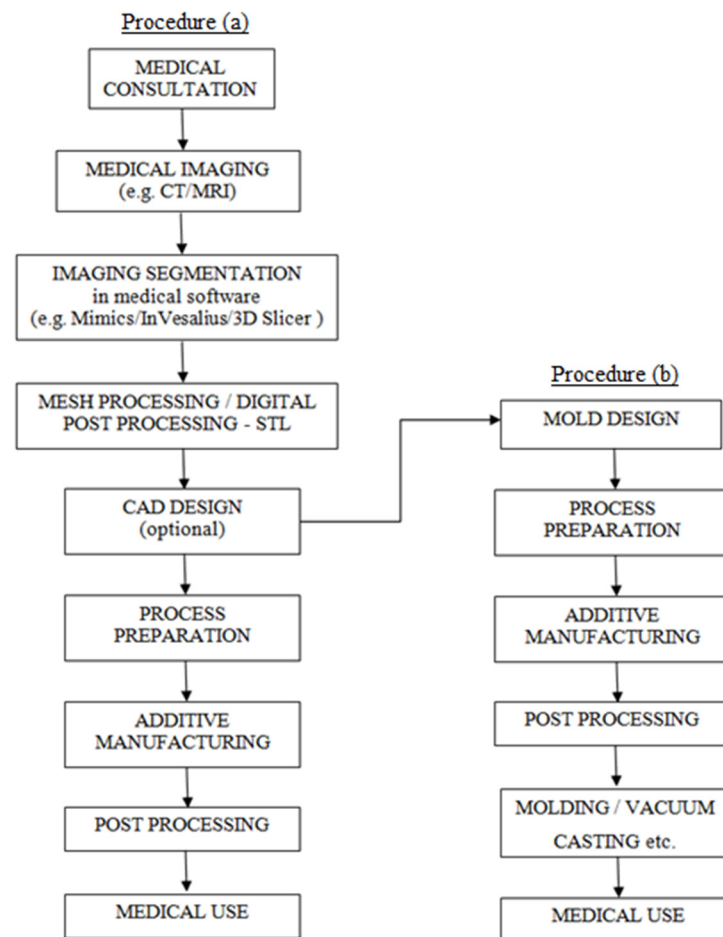 Procedure (a)
MEDICAL
CONSULTATION
MEDICAL IMAGING
(e.g. CT/MRI)
IMAGING SEGMENTATION
in medical software
(e.g. Mimics/InVesalius/3D Slicer )
MESH PROCESSING / DIGITAL
POST PROCESSING - STL
CAD DESIGN
(optional)
PROCESS
PREPARATION
ADDITIVE
MANUFACTURING
POST PROCESSING
MEDICAL USE
Procedure (b)
MOLD DESIGN
PROCESS
PREPARATION
ADDITIVE
MANUFACTURING
POST PROCESSING
MOLDING / VACUUM
CASTING etc.
MEDICAL USE